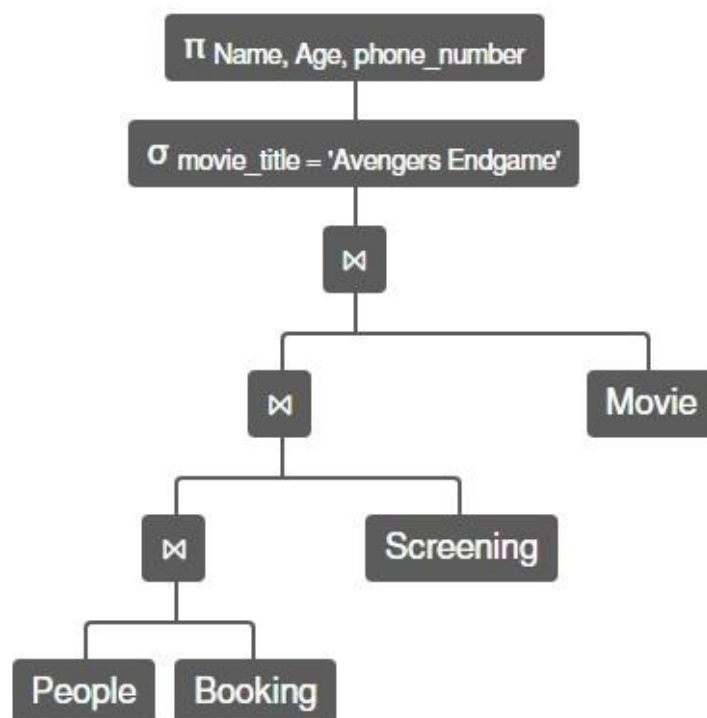 π Name, Age, phone_number
σ movie_title = 'Avengers Endgame'
⋈
⋈
Movie
⋈
Screening
People
Booking